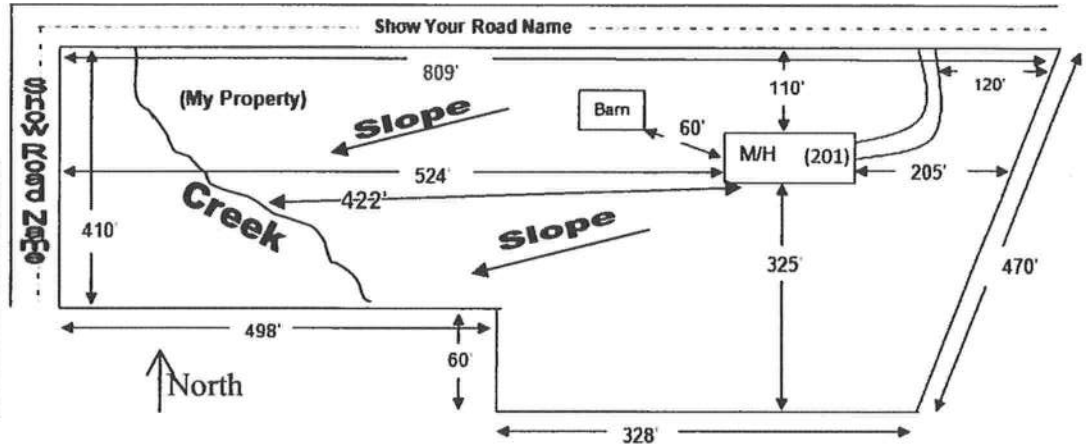 Show Your Road Name
Show Road Name
809'
110'
120'
(My Property)
Slope
Barn
60'
M/H (201)
524'
205'
422'
Creek
410'
Slope
325'
470'
498'
60'
North
328'